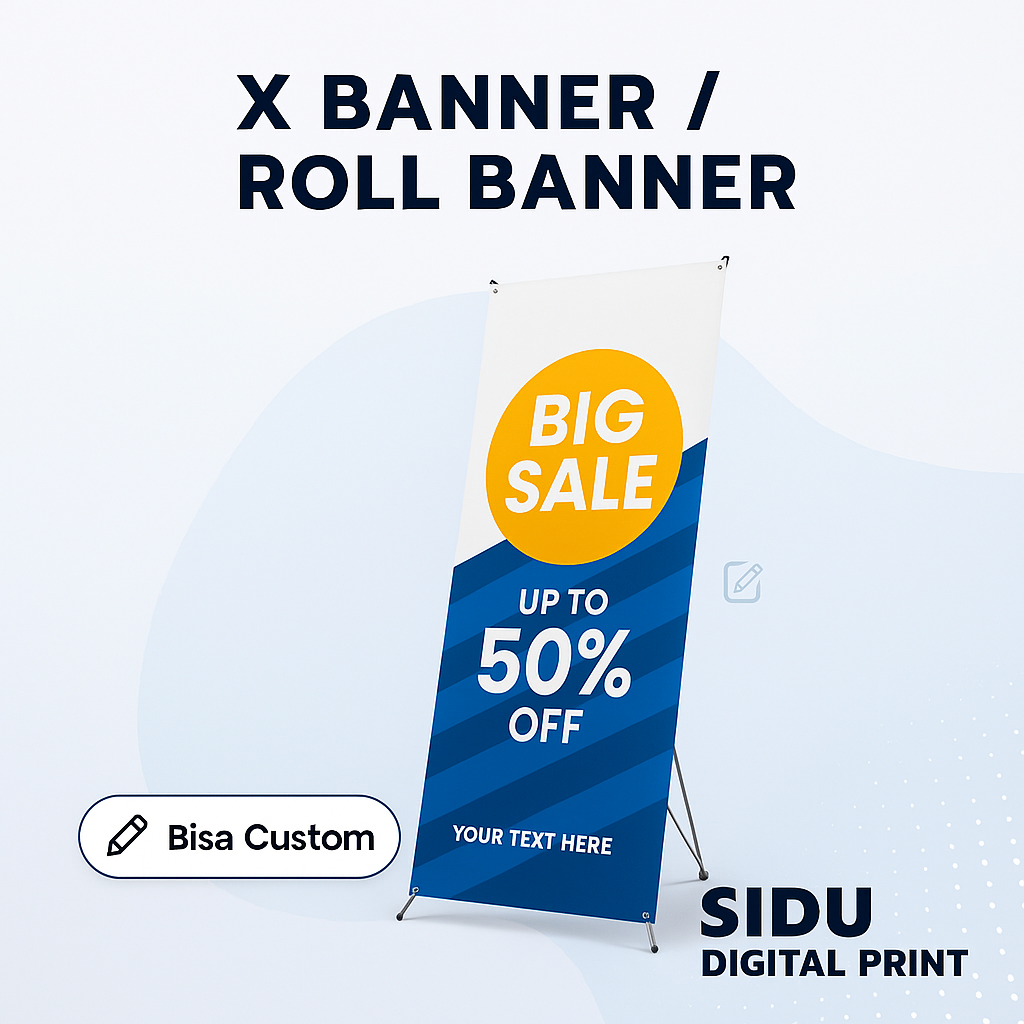 X BANNER /
ROLL BANNER
BIG
SALE
UP TO
50%
OFF
YOUR TEXT HERE
Bisa Custom
SIDU
DIGITAL PRINT